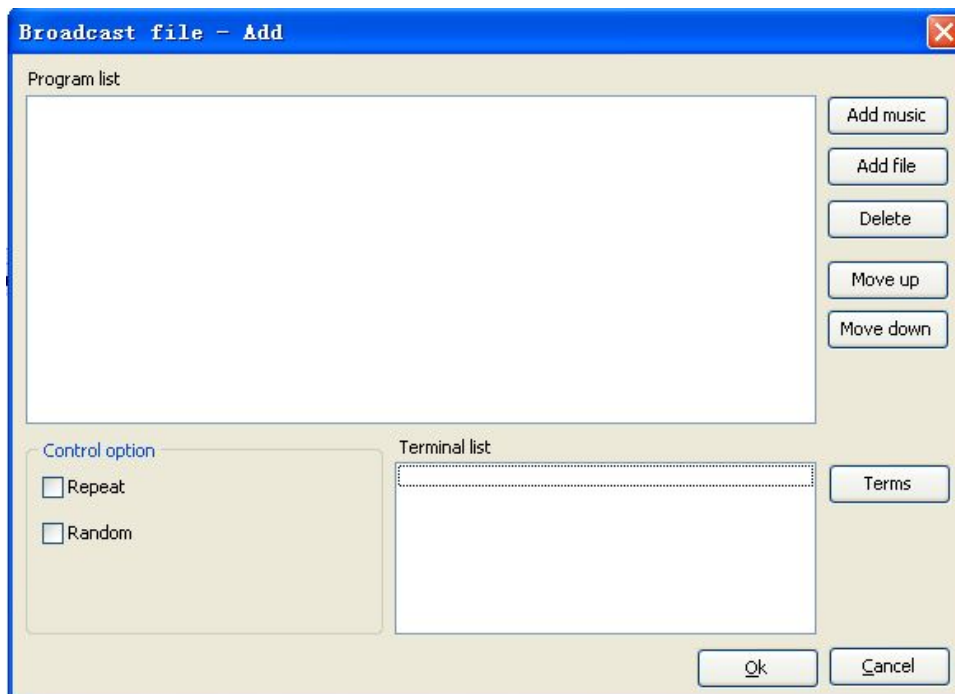 Broadcast file - Add
Program list
Add music
Add file
Delete
Move up
Move down
Control option
Repeat
Random
Terminal list
Terms
Ok
Cancel